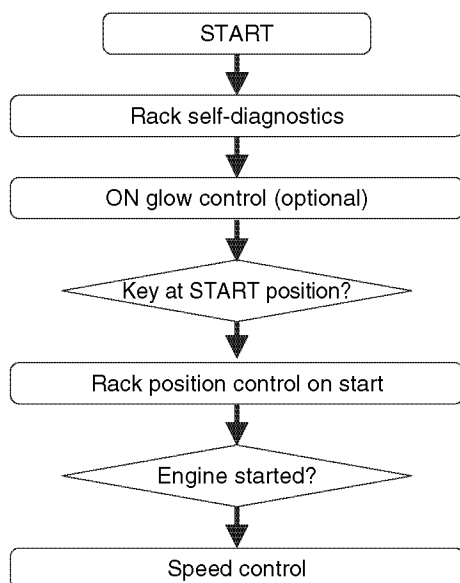 START
Rack self-diagnostics
ON glow control (optional)
Key at START position?
Rack position control on start
Engine started?
Speed control